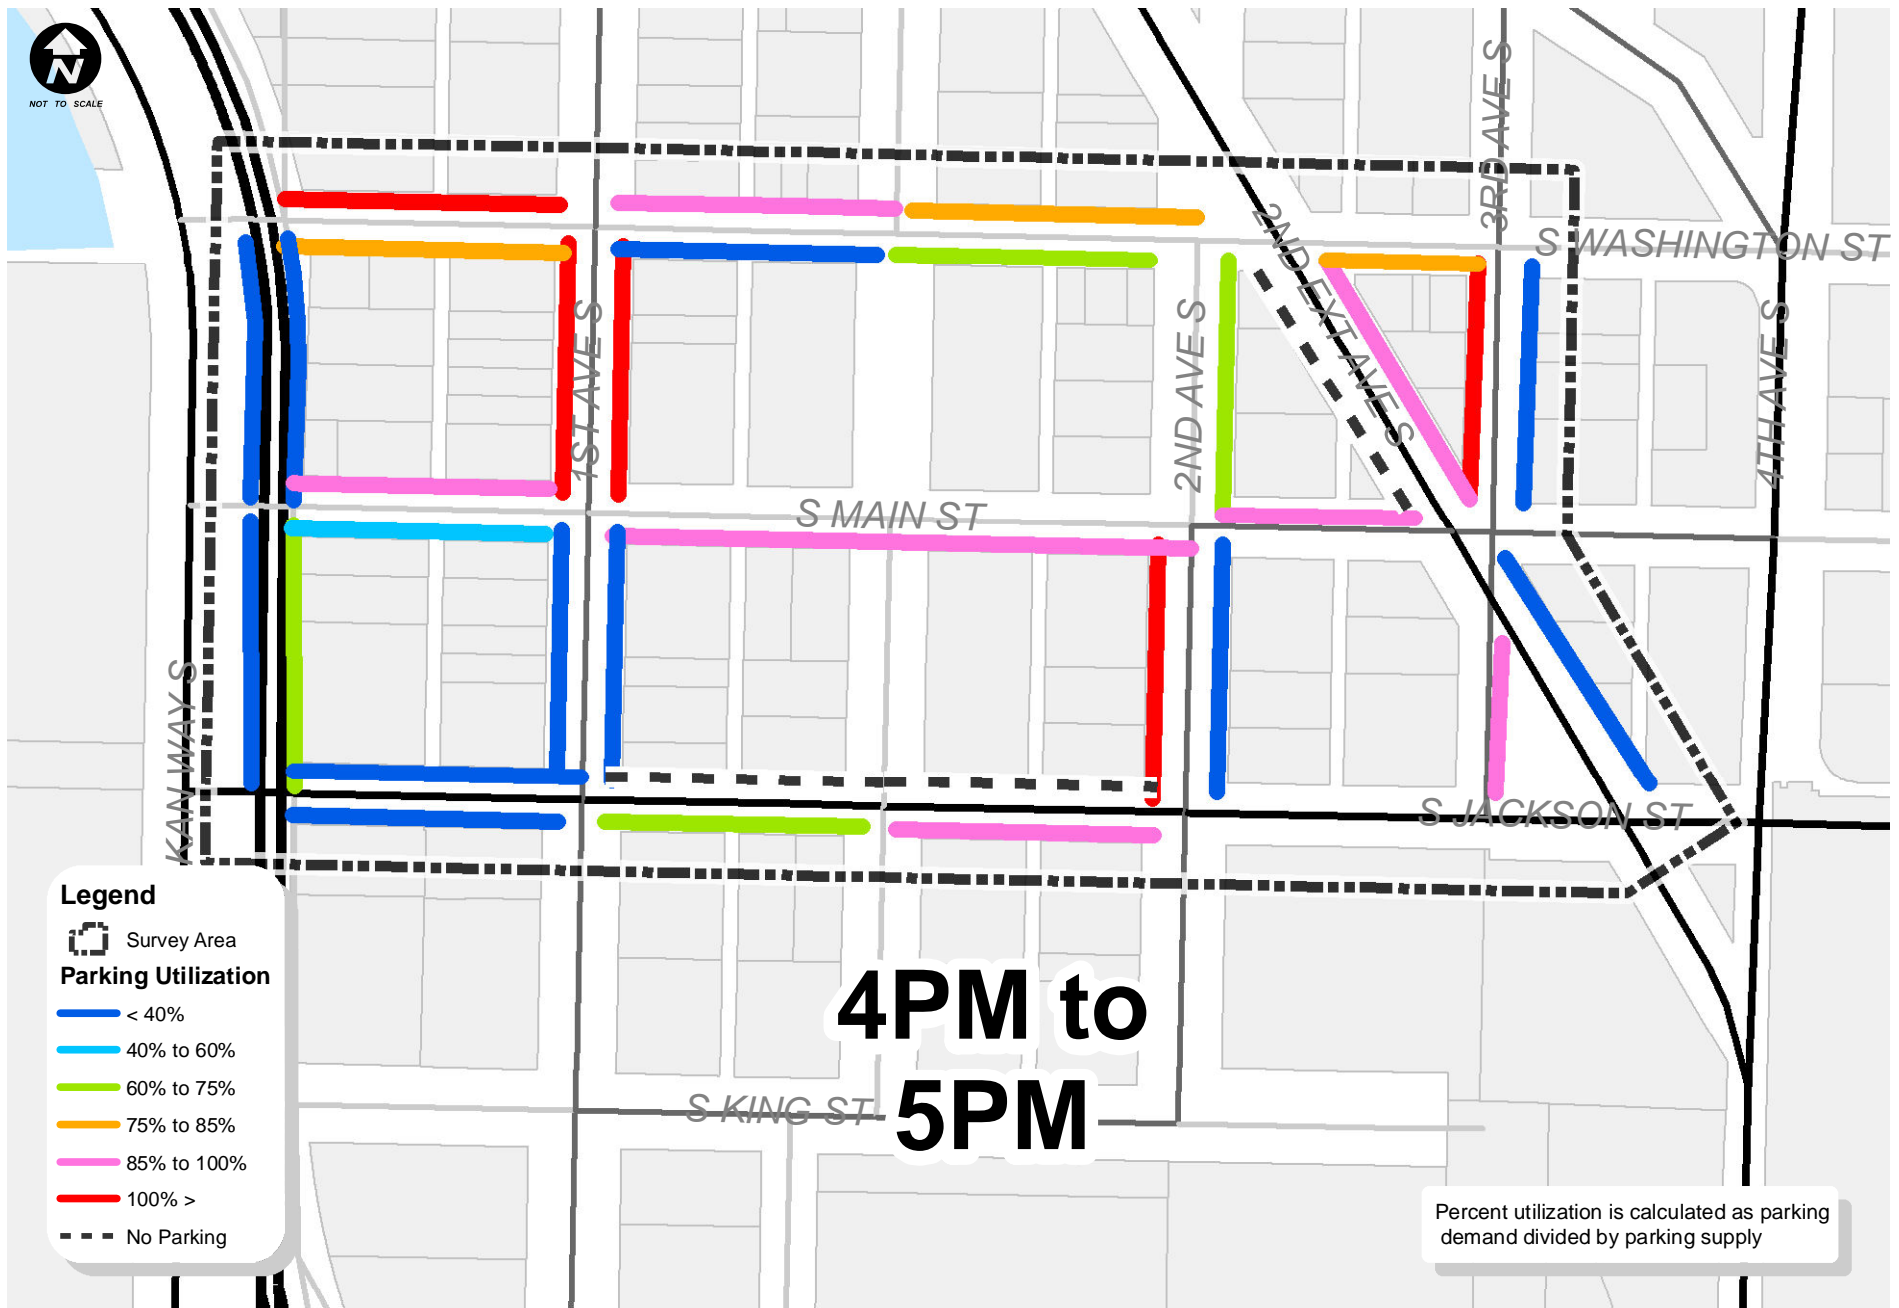 N
NOT TO SCALE
3RD AVE S
2ND EXT AVE S
S WASHINGTON ST
1ST AVE S
2ND AVE S
4TH AVE S
S MAIN ST
KAN WAY S
S JACKSON ST
Legend
Survey Area
Parking Utilization
< 40%
40% to 60%
60% to 75%
75% to 85%
85% to 100%
100% >
No Parking
4PM to
5PM
S KING ST
Percent utilization is calculated as parking
demand divided by parking supply